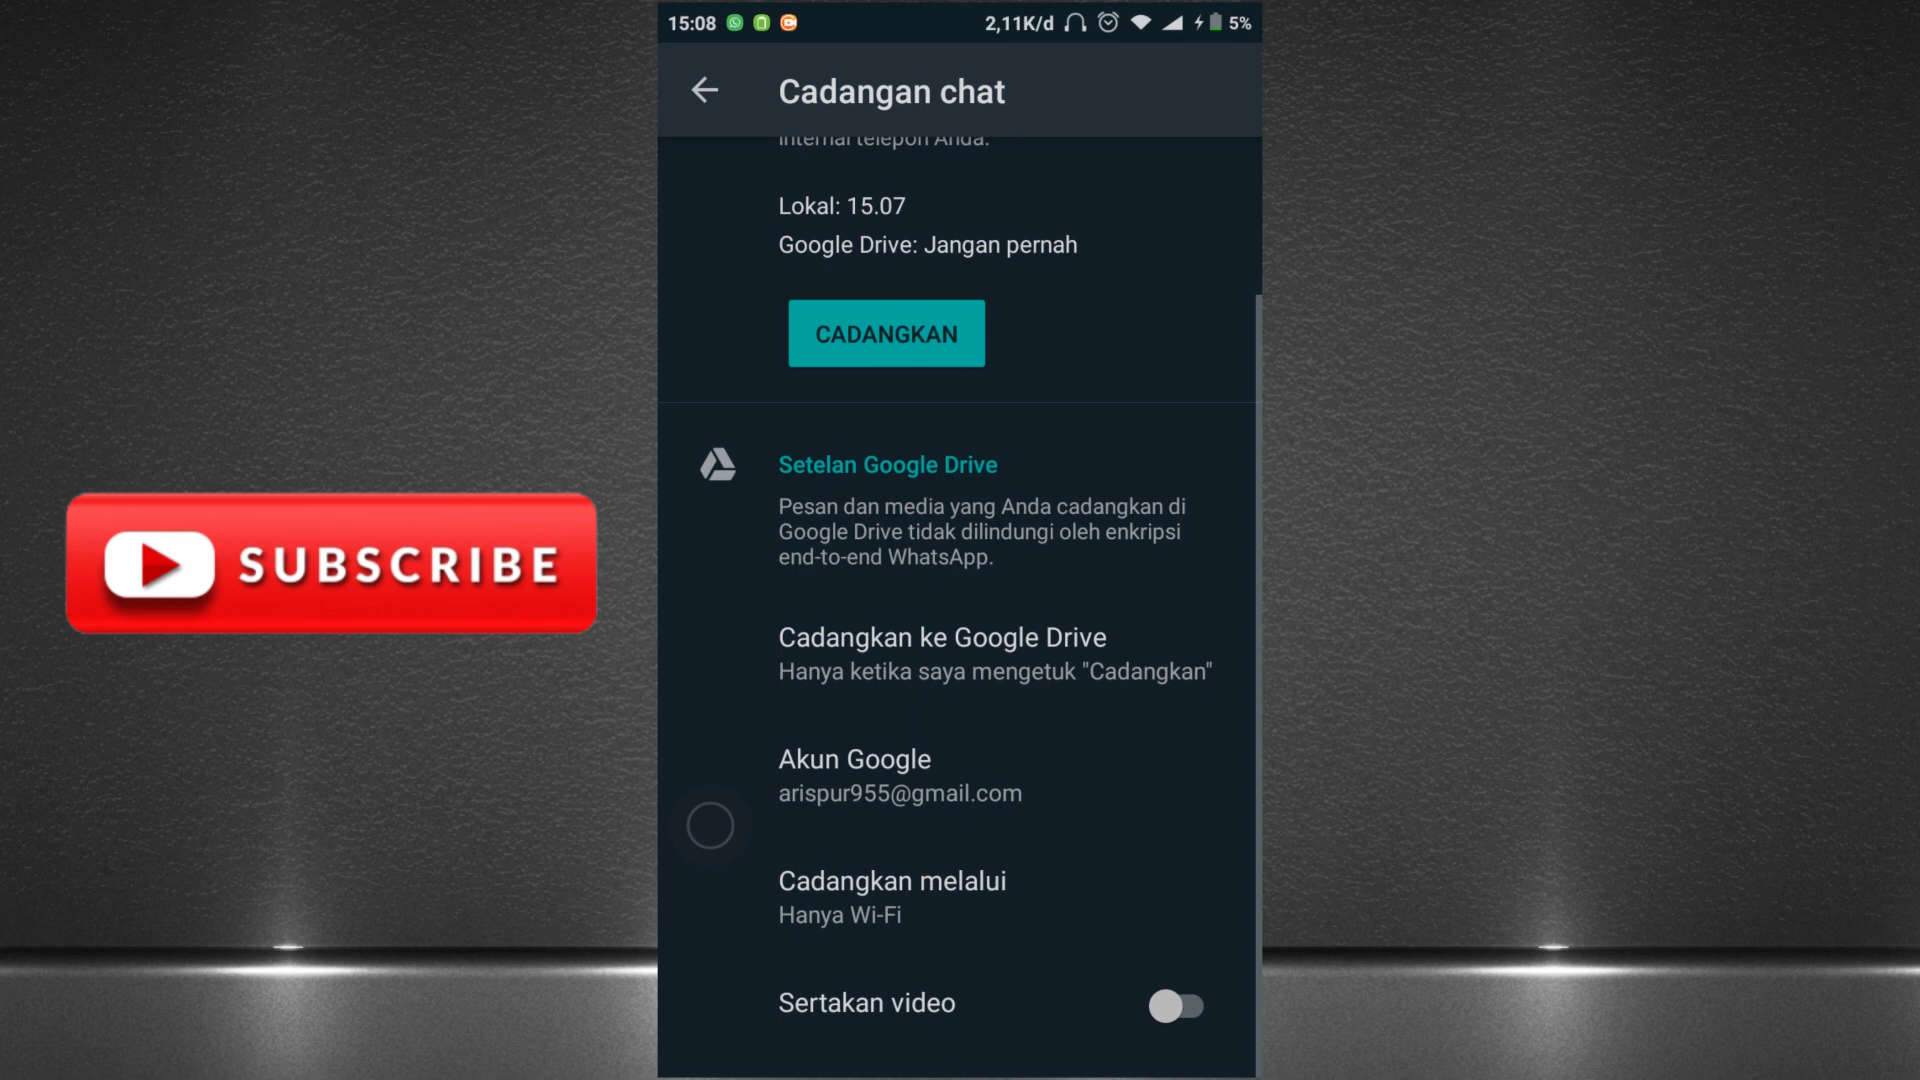 15:08
2,11K/d
5%
Cadangan chat
internal telepon Anda.
Lokal: 15.07
Google Drive: Jangan pernah
CADANGKAN
Setelan Google Drive
Pesan dan media yang Anda cadangkan di
Google Drive tidak dilindungi oleh enkripsi
end-to-end WhatsApp.
SUBSCRIBE
Cadangkan ke Google Drive
Hanya ketika saya mengetuk "Cadangkan"
Akun Google
arispur955@gmail.com
Cadangkan melalui
Hanya Wi-Fi
Sertakan video